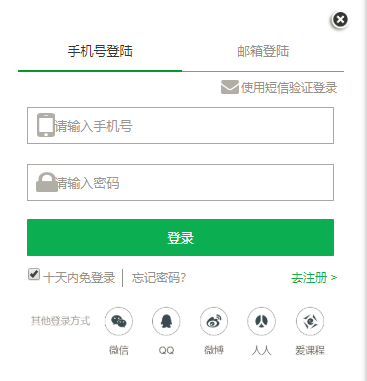 手机号登陆 邮箱登陆
使用短信验证登录
请输入手机号
请输入密码
登录
十天内免登录 忘记密码? 去注册 >
其他登录方式
微信 QQ 微博 人人 爱课程